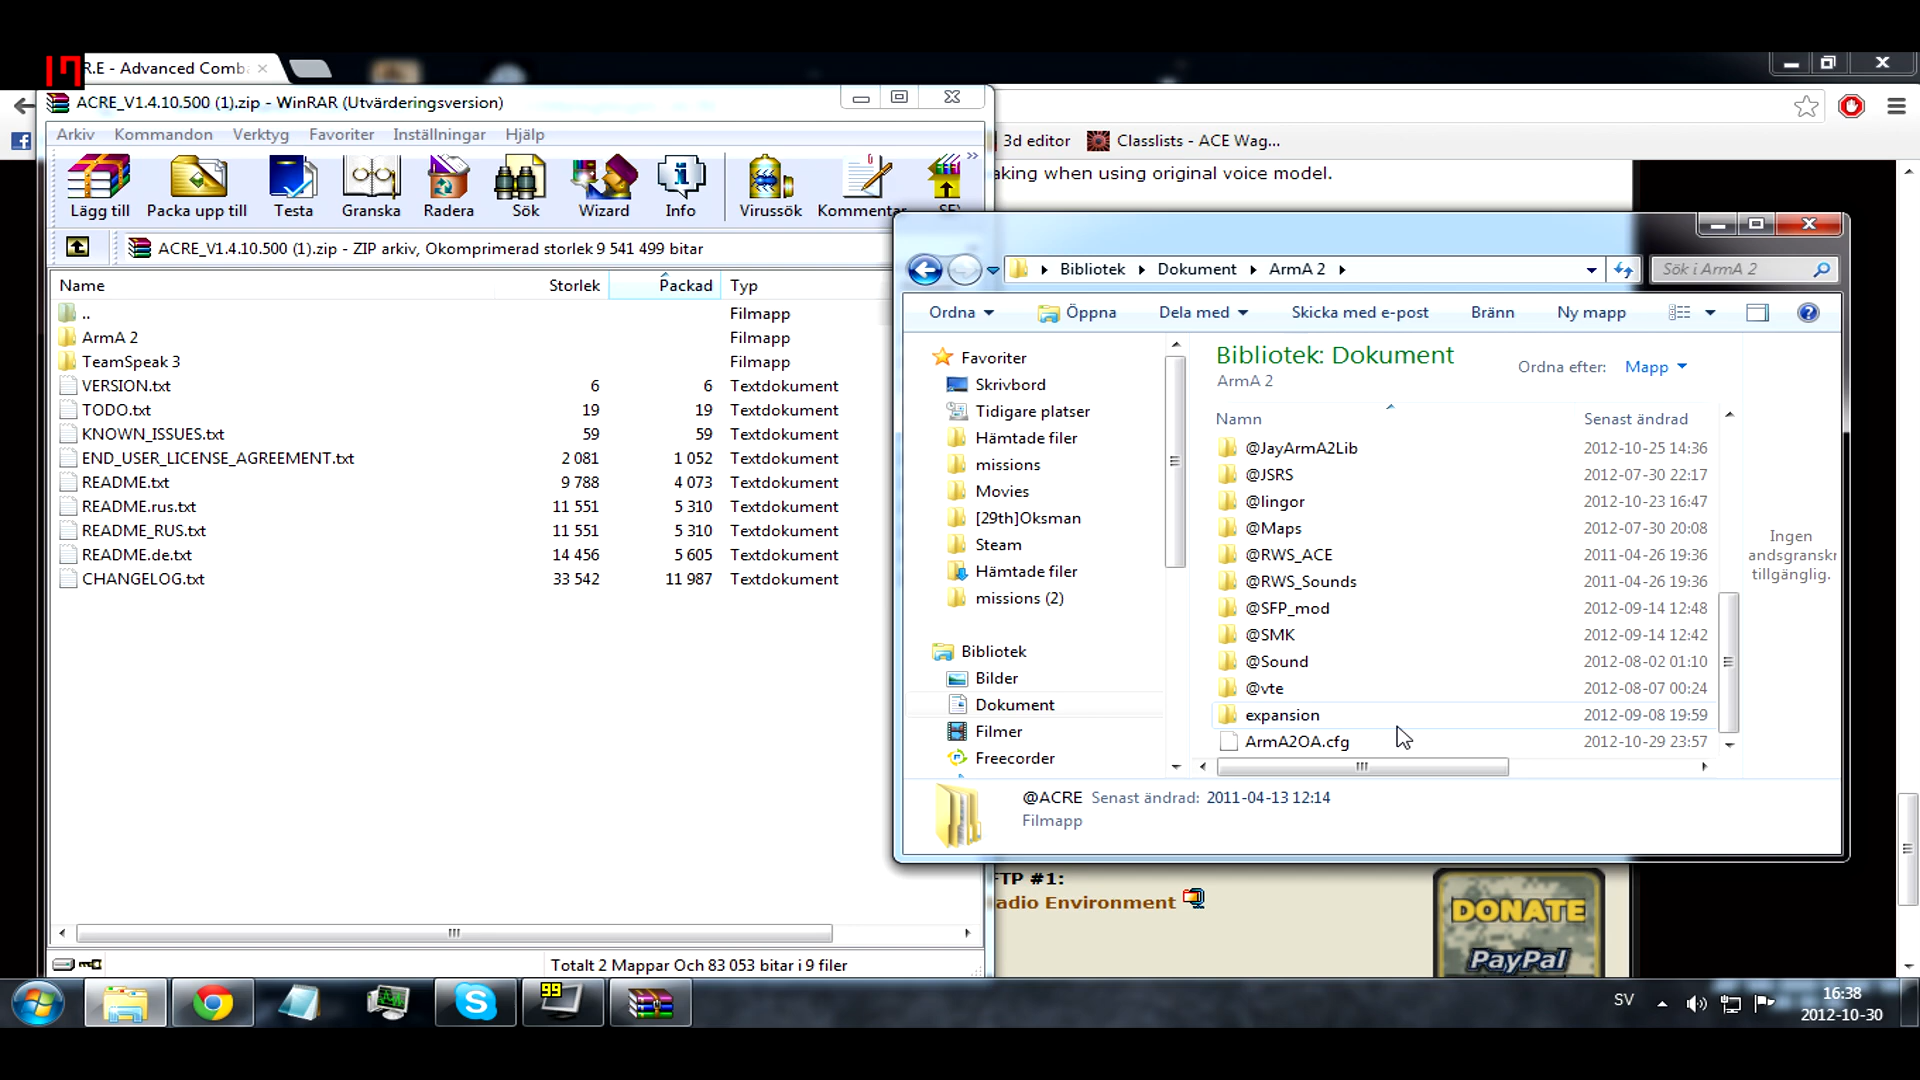 R.E - Advanced Comb
ACRE_V1.4.10.500 (1).zip - WinRAR (Utvärderingsversion)
Arkiv Kommandon Verktyg Favoriter Inställningar Hjälp
Lägg till Packa upp till Testa Granska Radera Sök Wizard Info Virussök Kommentar
ACRE_V1.4.10.500 (1).zip - ZIP arkiv, Okomprimerad storlek 9 541 499 bitar
Name Storlek Packad Typ
.. Filmapp
ArmA 2 Filmapp
TeamSpeak 3 Filmapp
VERSION.txt 6 6 Textdokument
TODO.txt 19 19 Textdokument
KNOWN_ISSUES.txt 59 59 Textdokument
END_USER_LICENSE_AGREEMENT.txt 2 081 1 052 Textdokument
README.txt 9 788 4 073 Textdokument
README.rus.txt 11 551 5 310 Textdokument
README_RUS.txt 11 551 5 310 Textdokument
README.de.txt 14 456 5 605 Textdokument
CHANGELOG.txt 33 542 11 987 Textdokument
Totalt 2 Mappar Och 83 053 bitar i 9 filer
3d editor Classlists - ACE Wag...
aking when using original voice model.
Bibliotek Dokument ArmA 2
Sök i ArmA 2
Ordna Öppna Dela med Skicka med e-post Bränn Ny mapp
Favoriter
Skrivbord
Tidigare platser
Hämtade filer
missions
Movies
[29th]Oksman
Steam
Hämtade filer
missions (2)
Bibliotek
Bilder
Dokument
Filmer
Freecorder
Bibliotek: Dokument
ArmA 2
Ordna efter: Mapp
Namn Senast ändrad
@JayArmA2Lib 2012-10-25 14:36
@JSRS 2012-07-30 22:17
@lingor 2012-10-23 16:47
@Maps 2012-07-30 20:08
@RWS_ACE 2011-04-26 19:36
@RWS_Sounds 2011-04-26 19:36
@SFP_mod 2012-09-14 12:48
@SMK 2012-09-14 12:42
@Sound 2012-08-02 01:10
@vte 2012-08-07 00:24
expansion 2012-09-08 19:59
ArmA2OA.cfg 2012-10-29 23:57
Ingen
andsgranskr
tillgänglig.
@ACRE Senast ändrad: 2011-04-13 12:14
Filmapp
FTP #1:
adio Environment
DONATE
PayPal
99
SV
16:38
2012-10-30